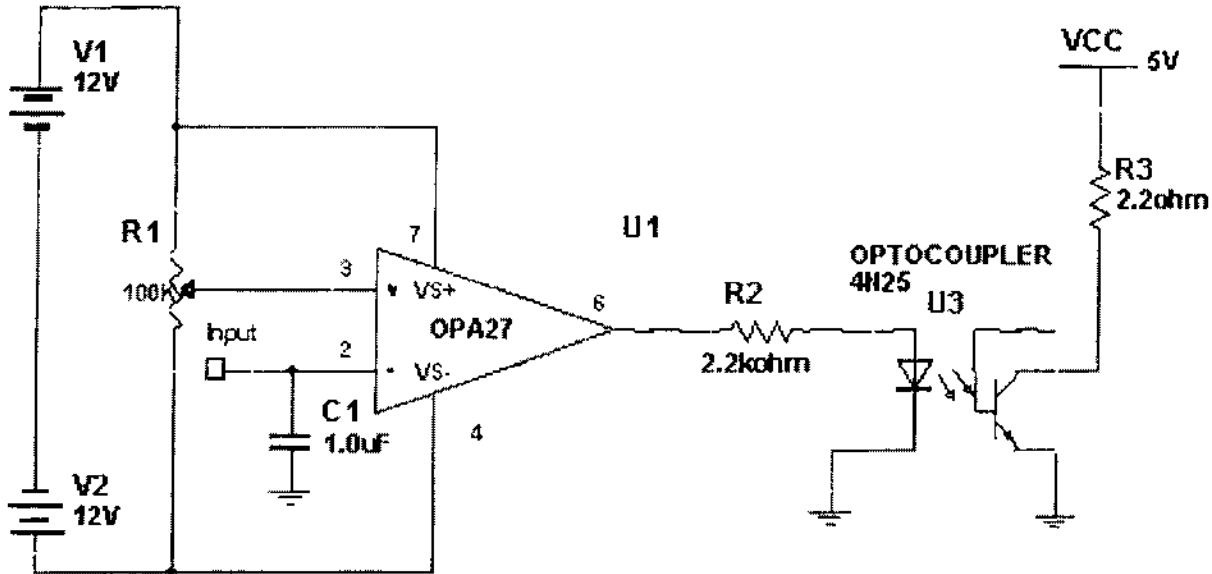 V1
12V
VCC
5V
R3
2.2ohm
R1
100K
U1
7
3
VS+
OPTOCOUPLER
4N25
U3
6
R2
2.2kohm
OPA27
Input
2
VS-
C1
1.0uF
4
V2
12V